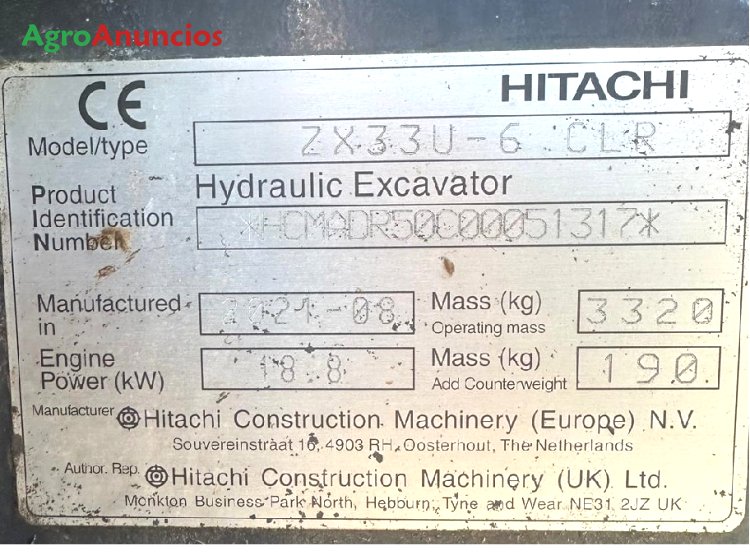 AgroAnuncios
CE
HITACHI
Model/type ZX33U-6 CLR
Product Identification Number Hydraulic Excavator
*HCMADR50C00051317*
Manufactured in 2021-08 Mass (kg) Operating mass 3320
Engine Power (kW) 18.8 Mass (kg) Add Counterweight 190.
Manufacturer Hitachi Construction Machinery (Europe) N.V.
Souvereinstraat 16, 4903 RH, Oosterhout, The Netherlands
Author. Rep. Hitachi Construction Machinery (UK) Ltd.
Monkton Business Park North, Hebourn, Tyne and Wear NE31 2JZ UK